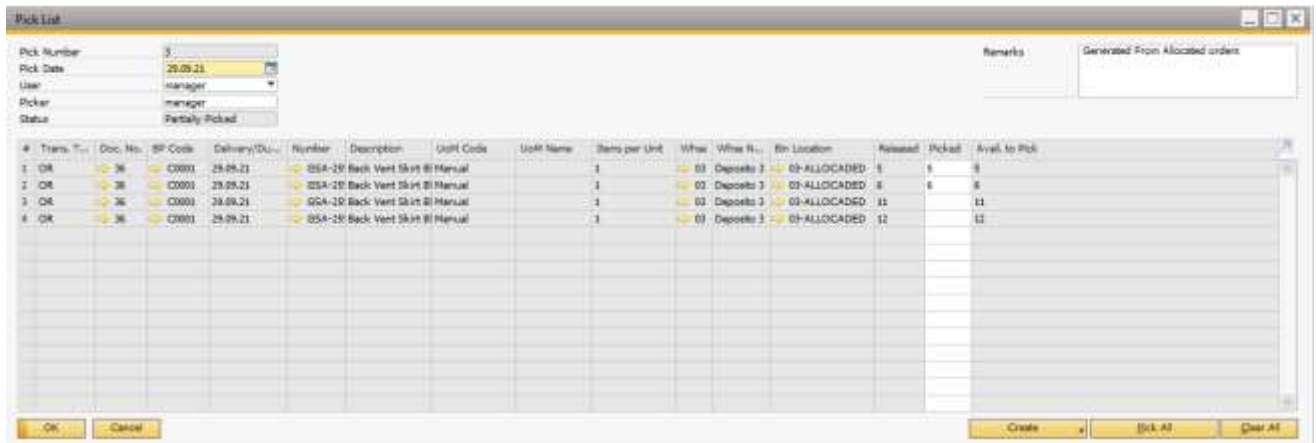 Pick List
Pick Number 3
Pick Date 29.09.21
User manager
Picker manager
Status Partially Picked
Remarks Generated From Allocated orders
# Trans. T... Doc. No. BP Code Delivery/Du... Number Description UoM Code UoM Name Items per Unit Whse Whse N... Bin Location Released Picked Avail. to Pick
1 OR 36 C0001 29.09.21 Back Vent Skirt Bl Manual 1 03 Deposito 3 03-ALLOCADED 5 5 5
2 OR 36 C0001 29.09.21 Back Vent Skirt Bl Manual 1 03 Deposito 3 03-ALLOCADED 6 6 6
3 OR 36 C0001 29.09.21 Back Vent Skirt Bl Manual 1 03 Deposito 3 03-ALLOCADED 11 11
4 OR 36 C0001 29.09.21 Back Vent Skirt Bl Manual 1 03 Deposito 3 03-ALLOCADED 12 12
OK Cancel Create Pick All Clear All